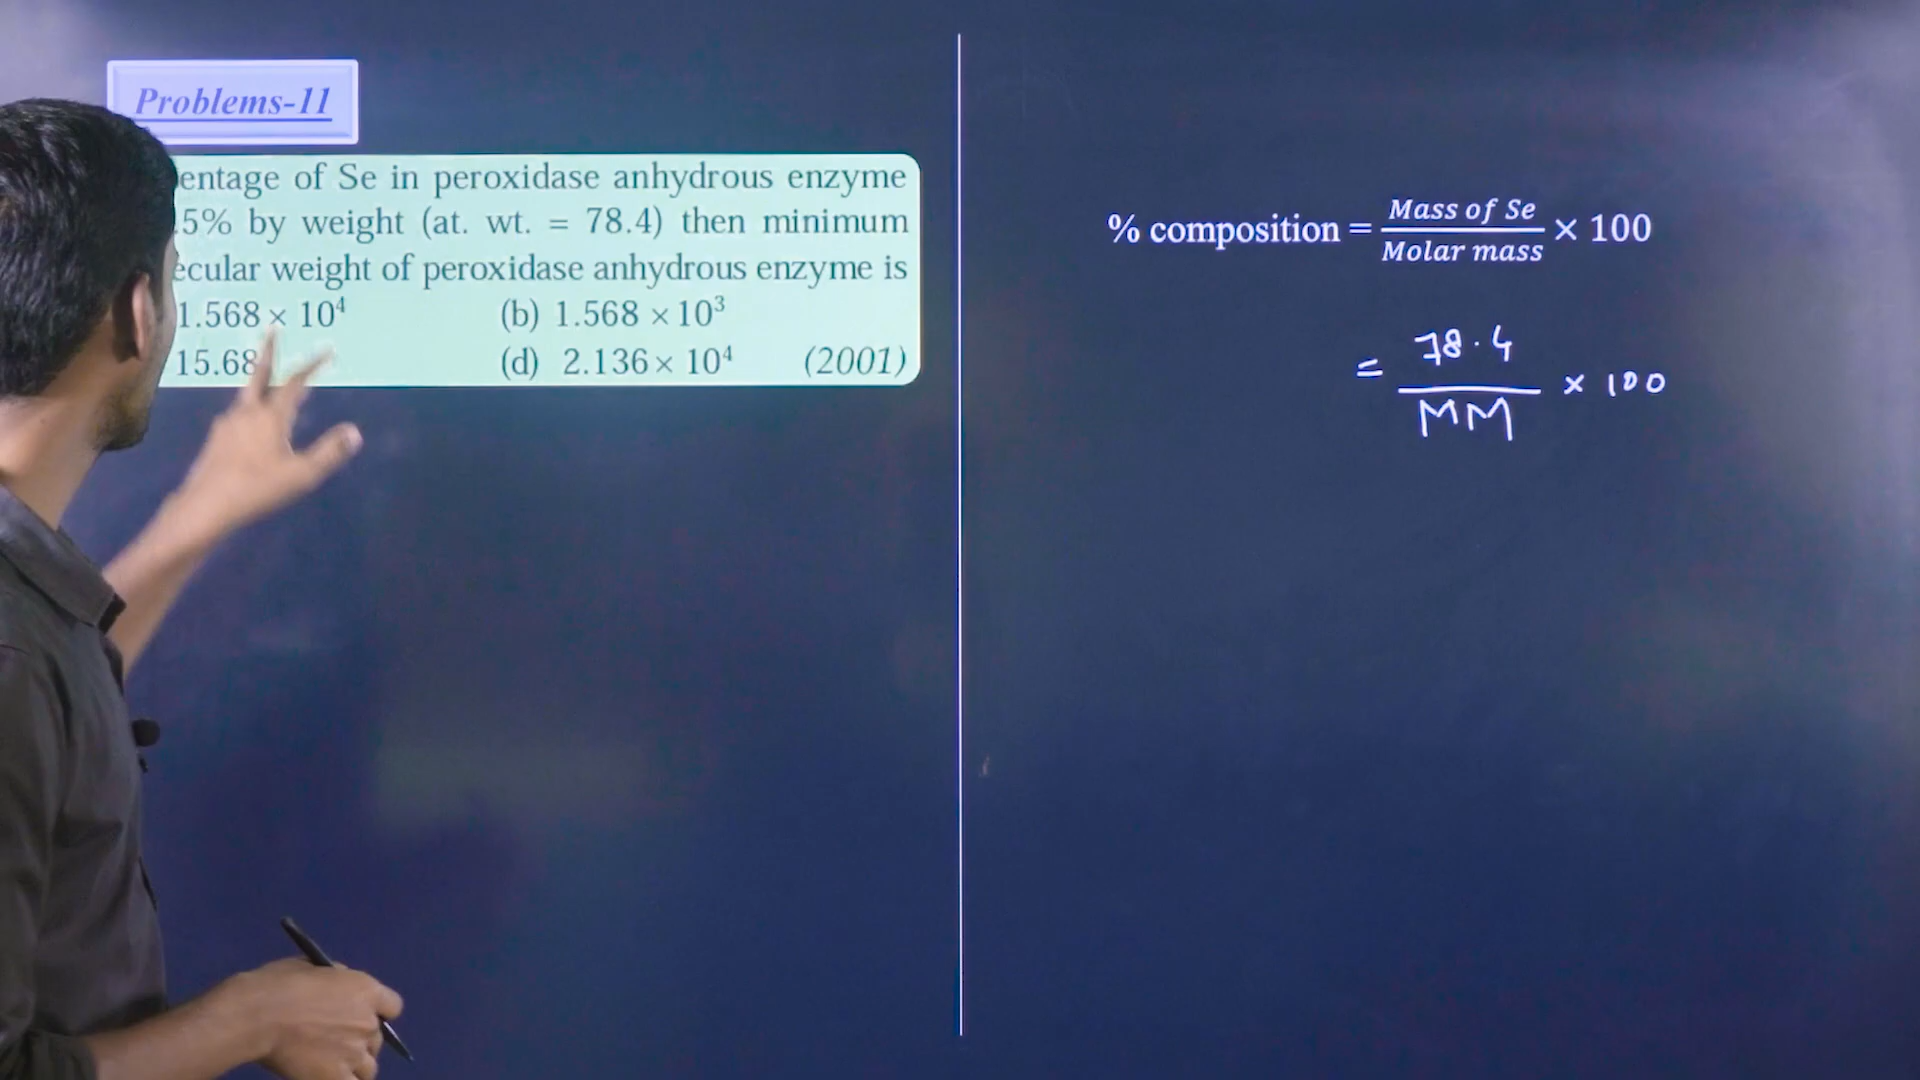 Problems-11
entage of Se in peroxidase anhydrous enzyme
5% by weight (at. wt. = 78.4) then minimum
ecular weight of peroxidase anhydrous enzyme is
1.568 × 10⁴ (b) 1.568 × 10³
15.68 (d) 2.136 × 10⁴ (2001)
% composition = Mass of Se / Molar mass × 100
= 78.4 / MM × 100